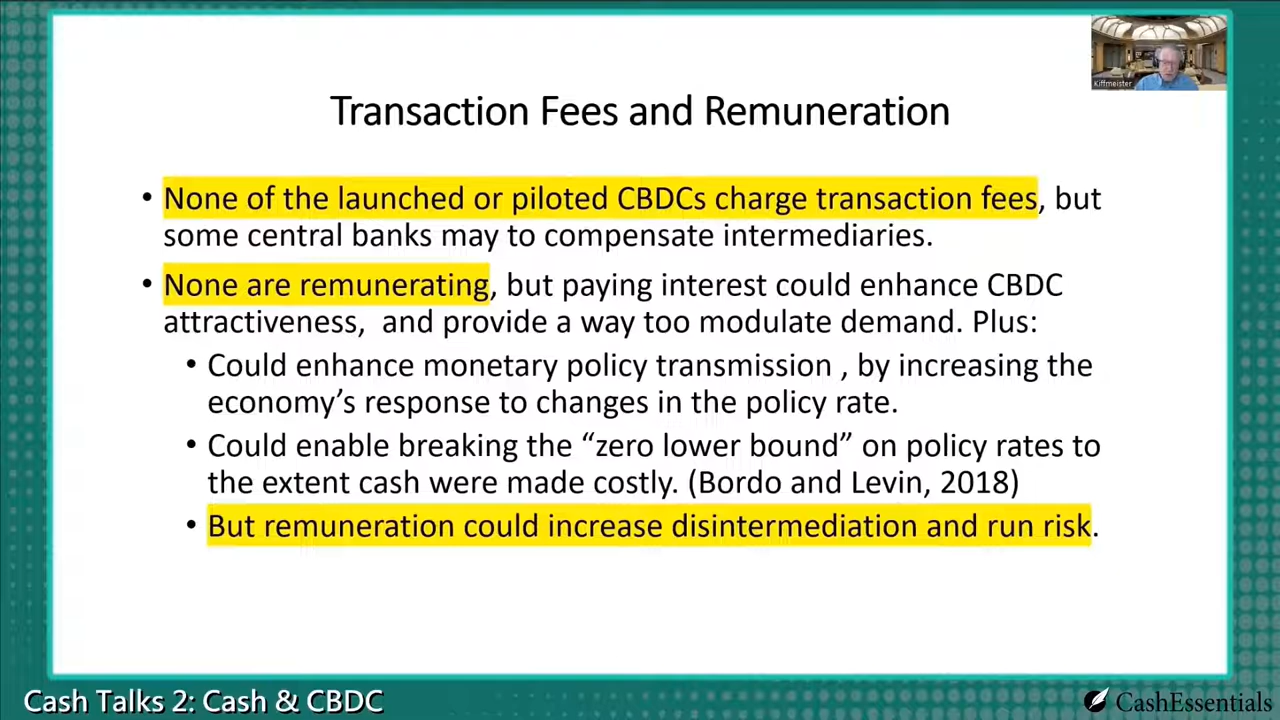 Kiffmeister
Transaction Fees and Remuneration
• None of the launched or piloted CBDCs charge transaction fees, but
some central banks may to compensate intermediaries.
• None are remunerating, but paying interest could enhance CBDC
attractiveness,  and provide a way too modulate demand. Plus:
• Could enhance monetary policy transmission , by increasing the
economy’s response to changes in the policy rate.
• Could enable breaking the “zero lower bound” on policy rates to
the extent cash were made costly. (Bordo and Levin, 2018)
• But remuneration could increase disintermediation and run risk.
Cash Talks 2: Cash & CBDC
CashEssentials